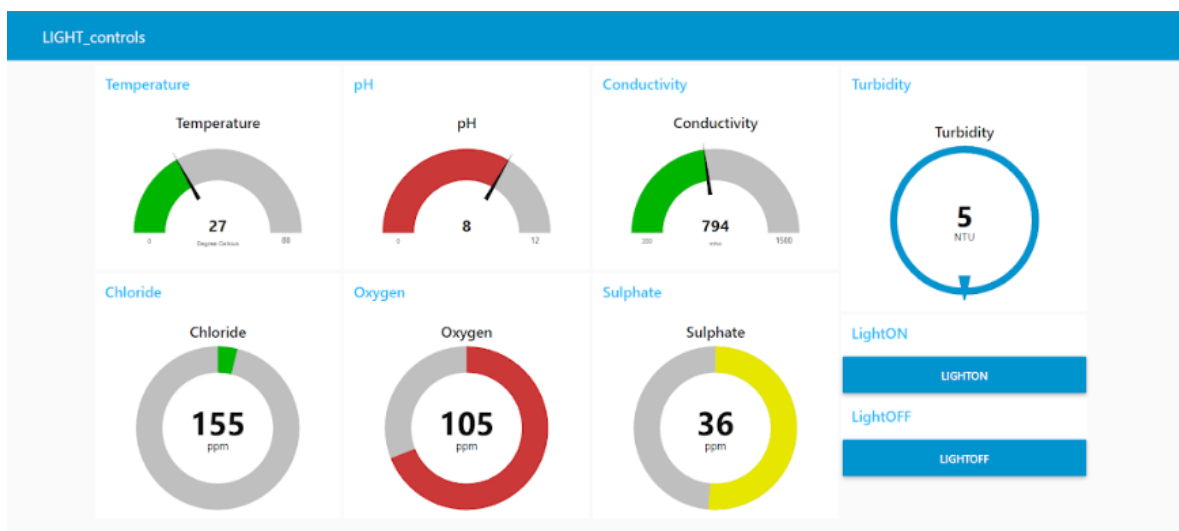 LIGHT_controls
Temperature
Temperature
27
Degree Celsius
0
80
pH
pH
8
0
12
Conductivity
Conductivity
794
mho
200
1500
Turbidity
Turbidity
5
NTU
Chloride
Chloride
155
ppm
Oxygen
Oxygen
105
ppm
Sulphate
Sulphate
36
ppm
LightON
LIGHTON
LightOFF
LIGHTOFF